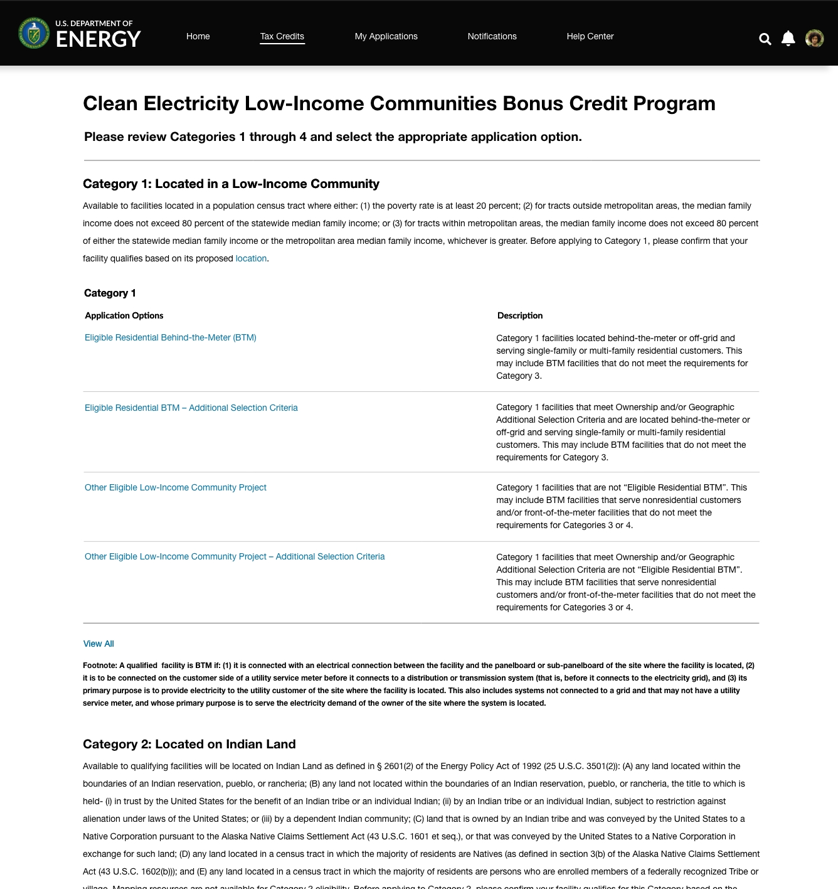 U.S. DEPARTMENT OF
ENERGY
Home
Tax Credits
My Applications
Notifications
Help Center
Clean Electricity Low-Income Communities Bonus Credit Program
Please review Categories 1 through 4 and select the appropriate application option.
Category 1: Located in a Low-Income Community
Available to facilities located in a population census tract where either: (1) the poverty rate is at least 20 percent; (2) for tracts outside metropolitan areas, the median family
income does not exceed 80 percent of the statewide median family income; or (3) for tracts within metropolitan areas, the median family income does not exceed 80 percent
of either the statewide median family income or the metropolitan area median family income, whichever is greater. Before applying to Category 1, please confirm that your
facility qualifies based on its proposed location.
Category 1
Application Options
Description
Eligible Residential Behind-the-Meter (BTM)
Category 1 facilities located behind-the-meter or off-grid and
serving single-family or multi-family residential customers. This
may include BTM facilities that do not meet the requirements for
Category 3.
Eligible Residential BTM – Additional Selection Criteria
Category 1 facilities that meet Ownership and/or Geographic
Additional Selection Criteria and are located behind-the-meter or
off-grid and serving single-family or multi-family residential
customers. This may include BTM facilities that do not meet the
requirements for Category 3.
Other Eligible Low-Income Community Project
Category 1 facilities that are not “Eligible Residential BTM”. This
may include BTM facilities that serve nonresidential customers
and/or front-of-the-meter facilities that do not meet the
requirements for Categories 3 or 4.
Other Eligible Low-Income Community Project – Additional Selection Criteria
Category 1 facilities that meet Ownership and/or Geographic
Additional Selection Criteria are not “Eligible Residential BTM”.
This may include BTM facilities that serve nonresidential
customers and/or front-of-the-meter facilities that do not meet the
requirements for Categories 3 or 4.
View All
Footnote: A qualified facility is BTM if: (1) it is connected with an electrical connection between the facility and the panelboard or sub-panelboard of the site where the facility is located, (2)
it is to be connected on the customer side of a utility service meter before it connects to a distribution or transmission system (that is, before it connects to the electricity grid), and (3) its
primary purpose is to provide electricity to the utility customer of the site where the facility is located. This also includes systems not connected to a grid and that may not have a utility
service meter, and whose primary purpose is to serve the electricity demand of the owner of the site where the system is located.
Category 2: Located on Indian Land
Available to qualifying facilities will be located on Indian Land as defined in § 2601(2) of the Energy Policy Act of 1992 (25 U.S.C. 3501(2)): (A) any land located within the
boundaries of an Indian reservation, pueblo, or rancheria; (B) any land not located within the boundaries of an Indian reservation, pueblo, or rancheria, the title to which is
held- (i) in trust by the United States for the benefit of an Indian tribe or an individual Indian; (ii) by an Indian tribe or an individual Indian, subject to restriction against
alienation under laws of the United States; or (iii) by a dependent Indian community; (C) land that is owned by an Indian tribe and was conveyed by the United States to a
Native Corporation pursuant to the Alaska Native Claims Settlement Act (43 U.S.C. 1601 et seq.), or that was conveyed by the United States to a Native Corporation in
exchange for such land; (D) any land located in a census tract in which the majority of residents are Natives (as defined in section 3(b) of the Alaska Native Claims Settlement
Act (43 U.S.C. 1602(b))); and (E) any land located in a census tract in which the majority of residents are persons who are enrolled members of a federally recognized Tribe or
village. Mapping resources are not available for Category 2 eligibility. Before applying to Category 2, please confirm your facility qualifies for this Category based on the